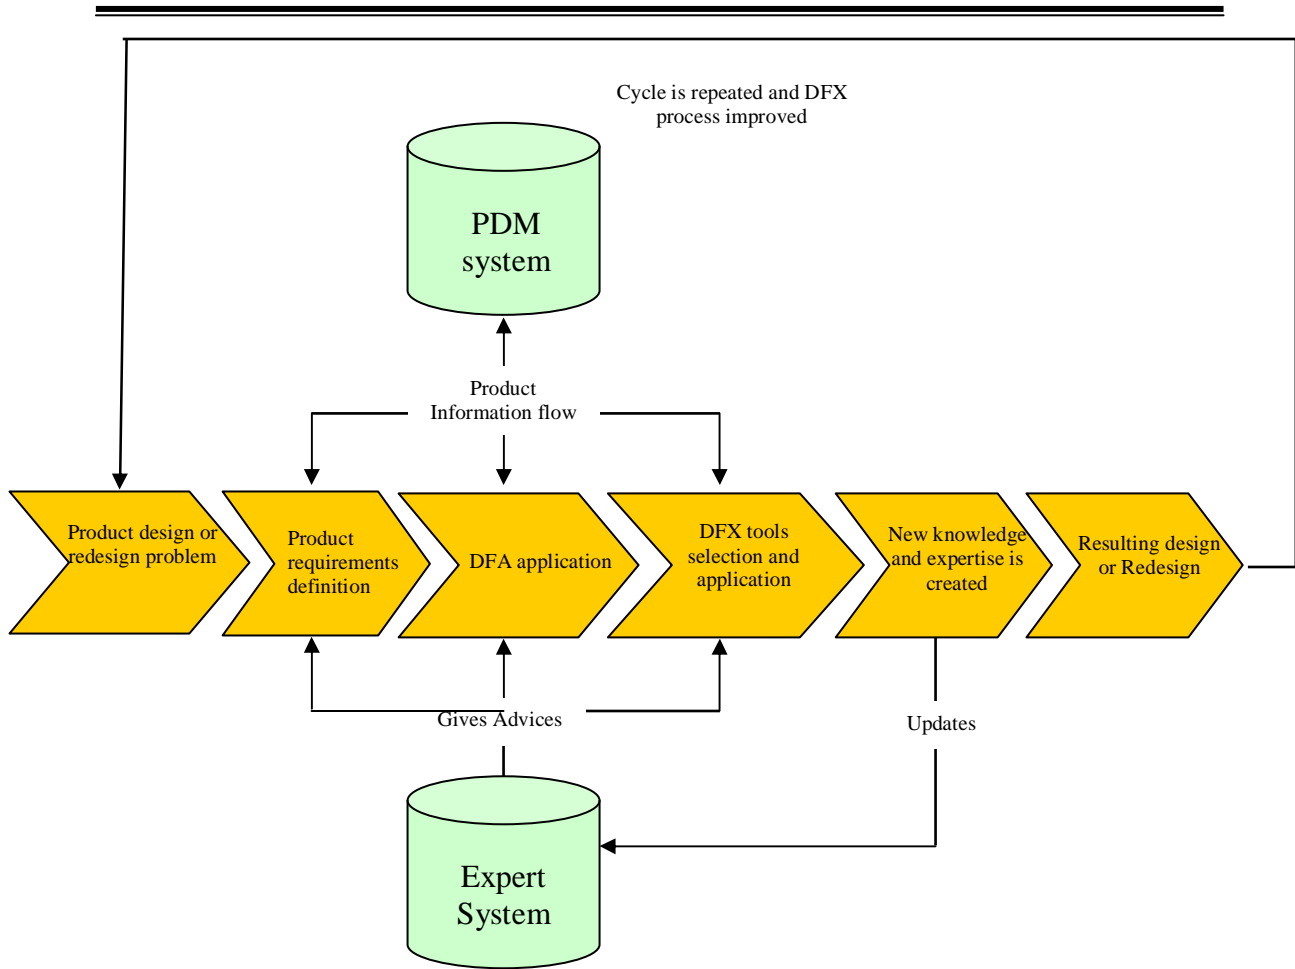 Cycle is repeated and DFX
process improved
PDM
system
Product
Information flow
Product design or
redesign problem
Product
requirements
definition
DFA application
DFX tools
selection and
application
New knowledge
and expertise is
created
Resulting design
or Redesign
Gives Advices
Updates
Expert
System